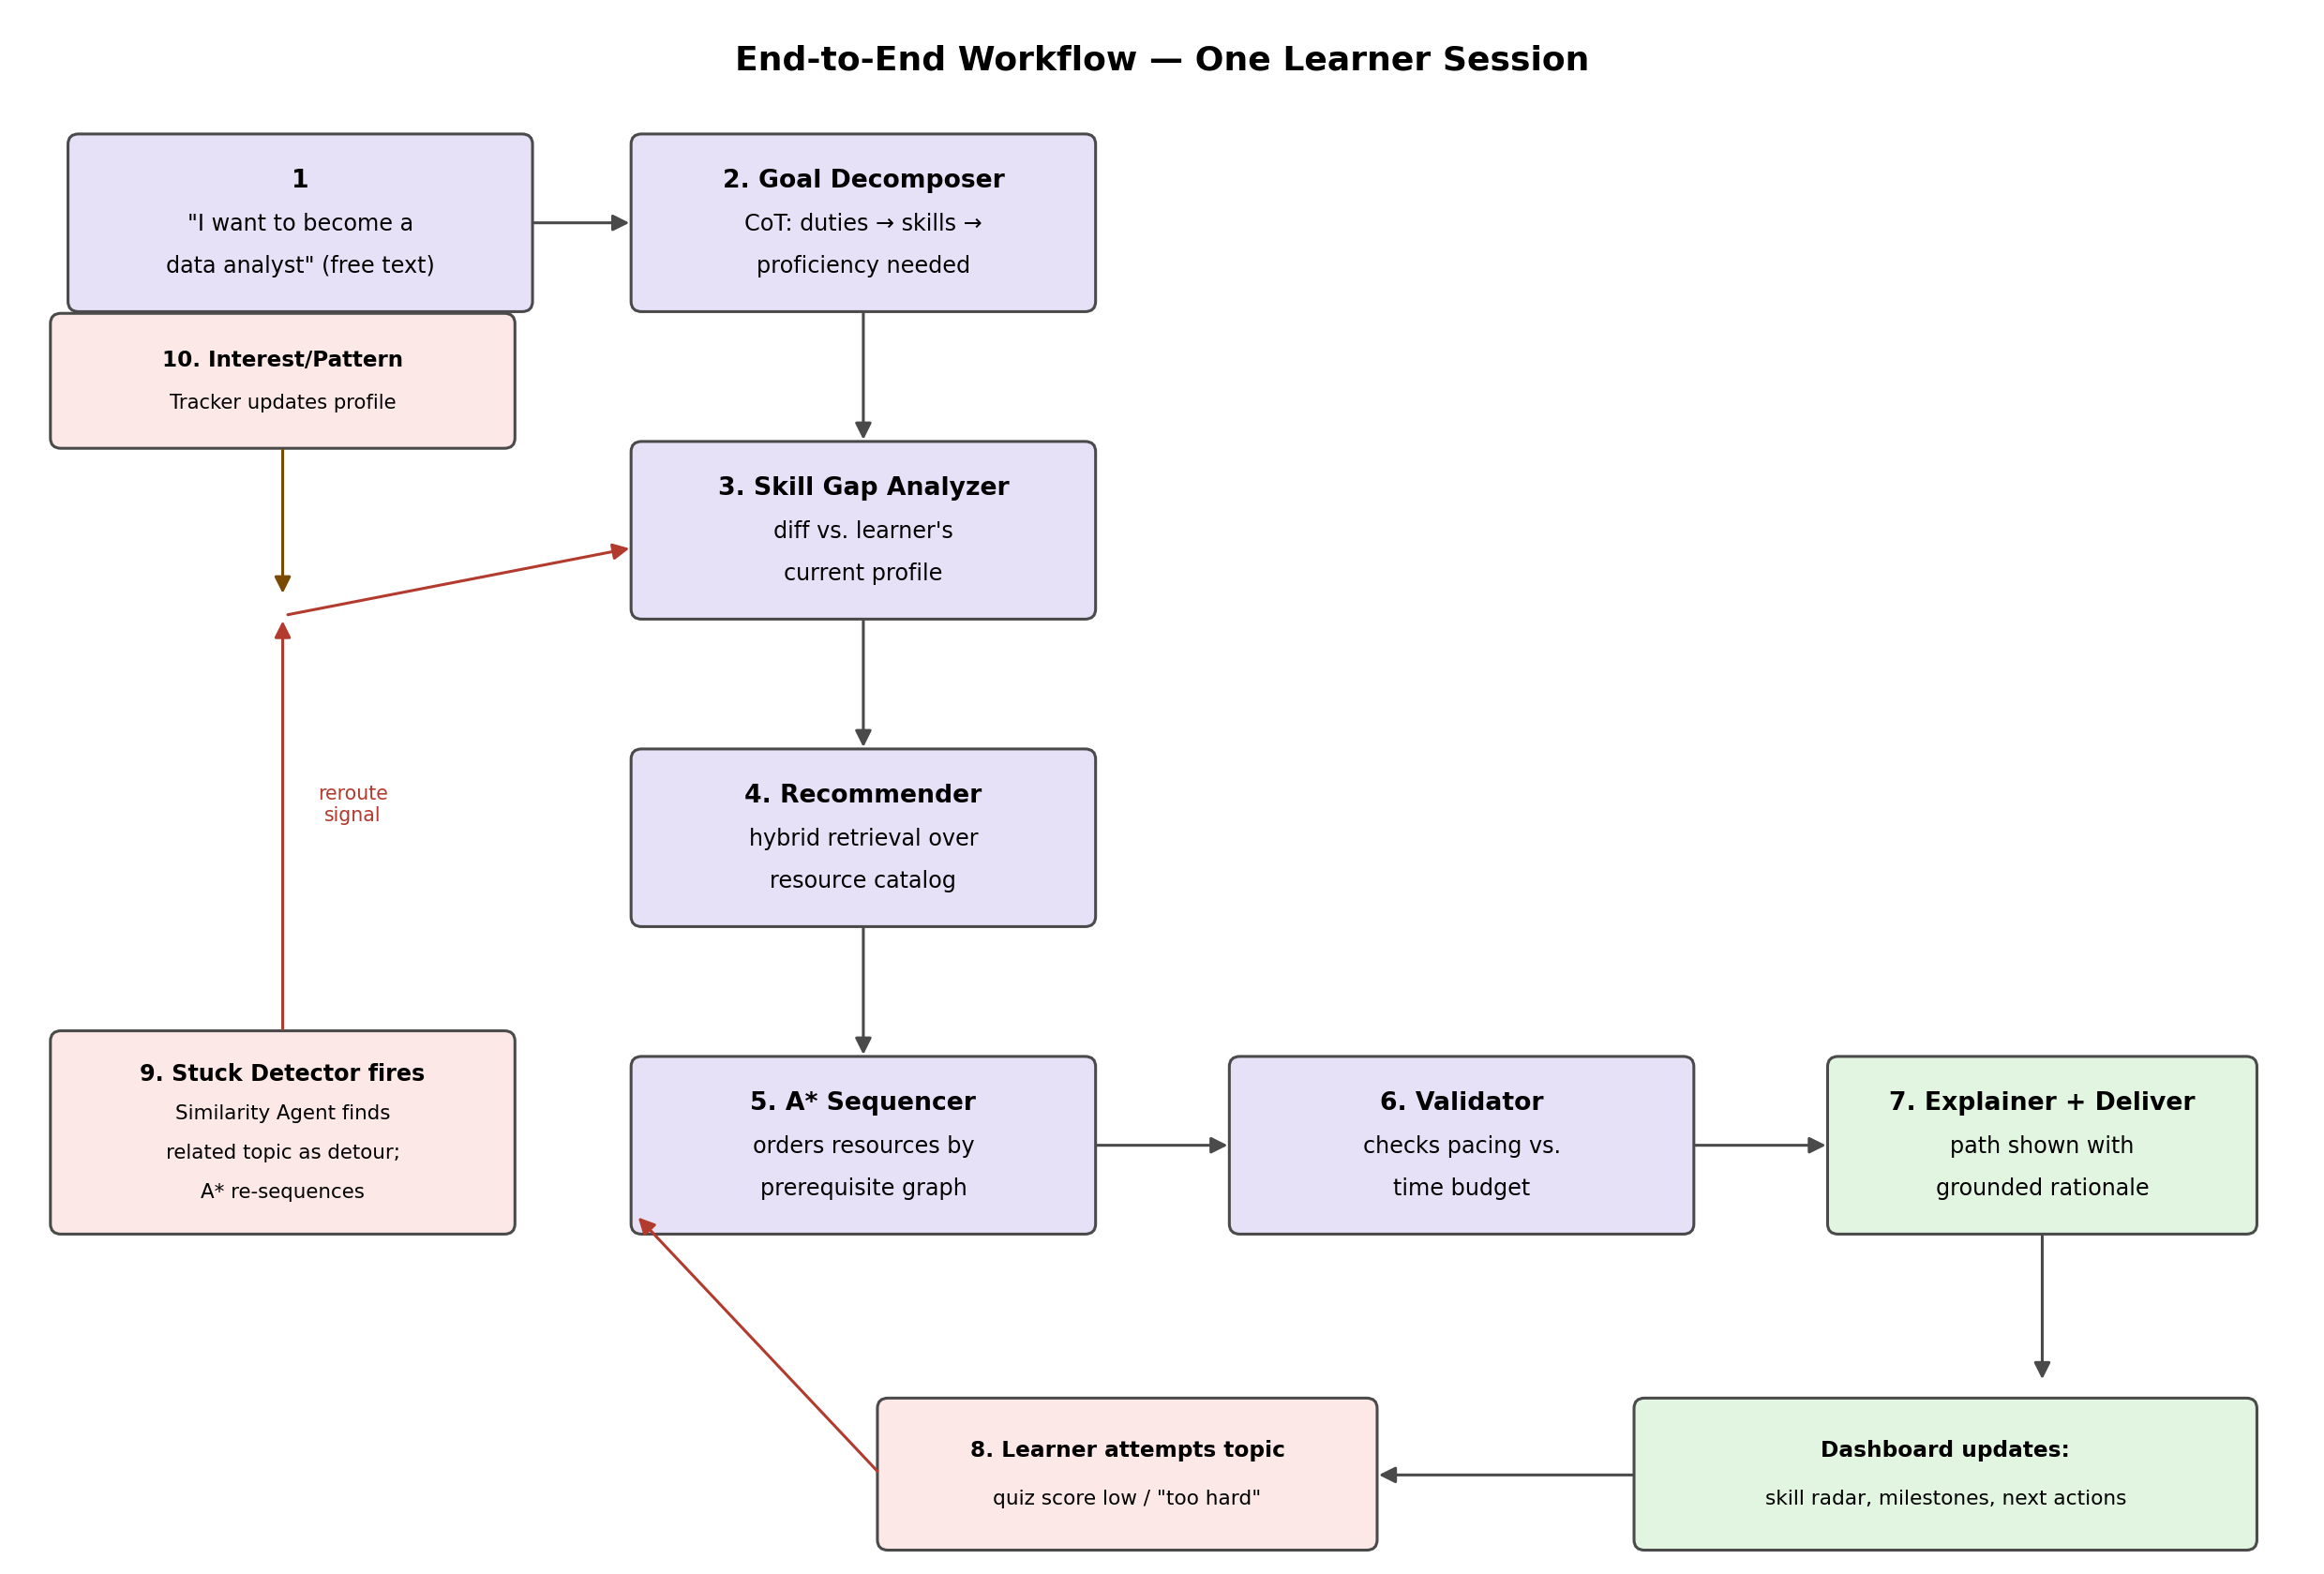 End-to-End Workflow — One Learner Session
1
"I want to become a
data analyst" (free text)
2. Goal Decomposer
CoT: duties → skills →
proficiency needed
10. Interest/Pattern
Tracker updates profile
3. Skill Gap Analyzer
diff vs. learner's
current profile
reroute
signal
4. Recommender
hybrid retrieval over
resource catalog
9. Stuck Detector fires
Similarity Agent finds
related topic as detour;
A* re-sequences
5. A* Sequencer
orders resources by
prerequisite graph
6. Validator
checks pacing vs.
time budget
7. Explainer + Deliver
path shown with
grounded rationale
8. Learner attempts topic
quiz score low / "too hard"
Dashboard updates:
skill radar, milestones, next actions